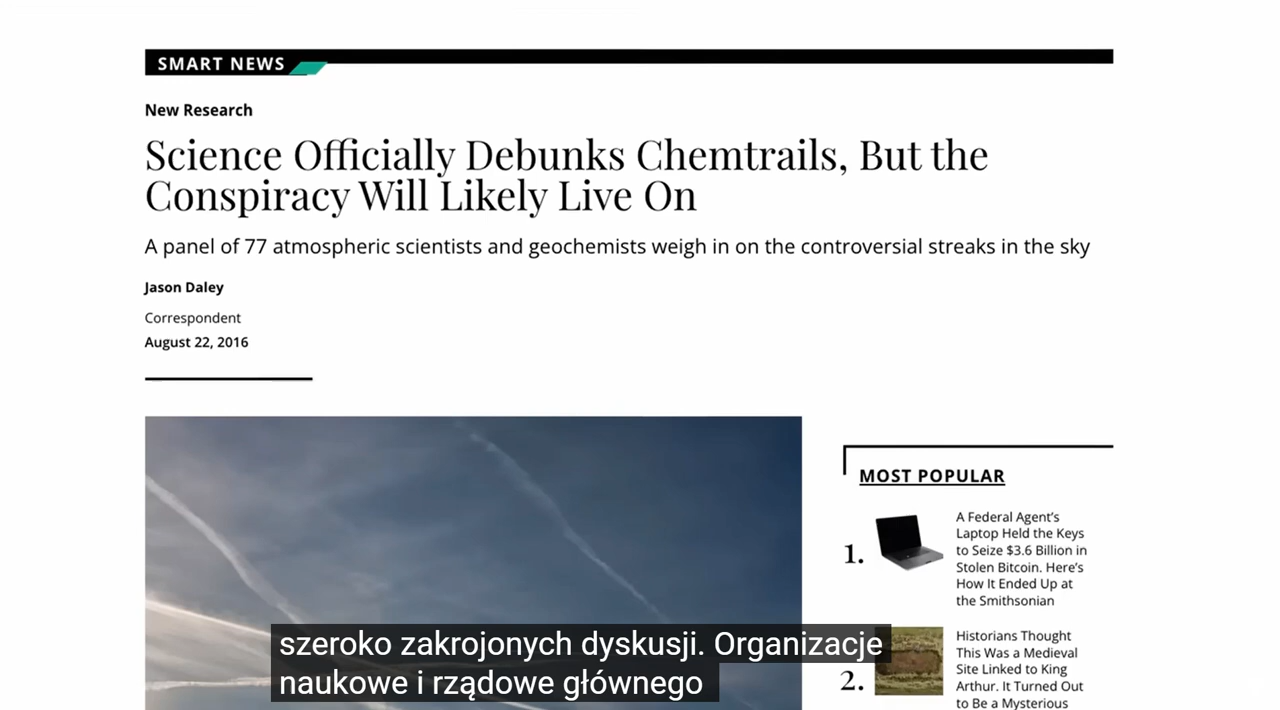 SMART NEWS
New Research
Science Officially Debunks Chemtrails, But the
Conspiracy Will Likely Live On
A panel of 77 atmospheric scientists and geochemists weigh in on the controversial streaks in the sky
Jason Daley
Correspondent
August 22, 2016
MOST POPULAR
1.
A Federal Agent's
Laptop Held the Keys
to Seize $3.6 Billion in
Stolen Bitcoin. Here's
How It Ended Up at
the Smithsonian
2.
Historians Thought
This Was a Medieval
Site Linked to King
Arthur. It Turned Out
to Be a Mysterious
szeroko zakrojonych dyskusji. Organizacje
naukowe i rządowe głównego